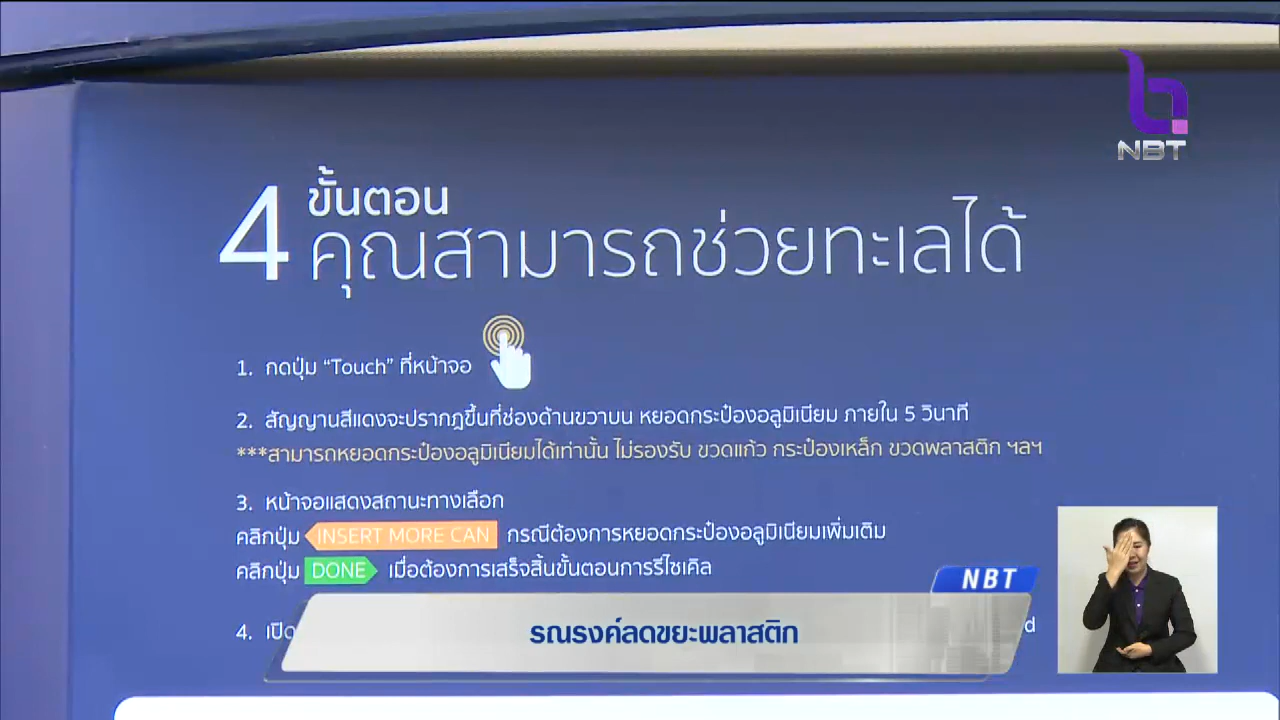 NBT
4 ขั้นตอน
คุณสามารถช่วยทะเลได้
1. กดปุ่ม “Touch” ที่หน้าจอ
2. สัญญานสีแดงจะปรากฏขึ้นที่ช่องด้านขวาบน หยอดกระป๋องอลูมิเนียม ภายใน 5 วินาที
***สามารถหยอดกระป๋องอลูมิเนียมได้เท่านั้น ไม่รองรับ ขวดแก้ว กระป๋องเหล็ก ขวดพลาสติก ฯลฯ
3. หน้าจอแสดงสถานะทางเลือก
คลิกปุ่ม INSERT MORE CAN กรณีต้องการหยอดกระป๋องอลูมิเนียมเพิ่มเติม
คลิกปุ่ม DONE เมื่อต้องการเสร็จสิ้นขั้นตอนการรีไซเคิล
NBT
4. เปิด
รณรงค์ลดขยะพลาสติก